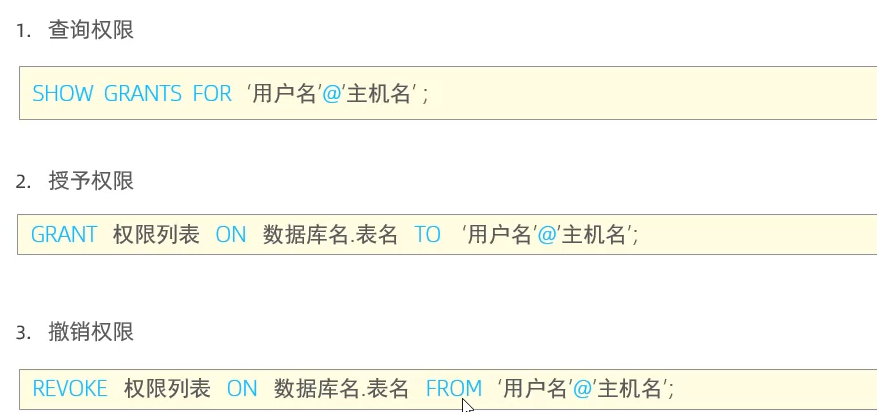 1. 查询权限
SHOW GRANTS FOR '用户名'@'主机名' ;
2. 授予权限
GRANT 权限列表 ON 数据库名.表名 TO '用户名'@'主机名';
3. 撤销权限
REVOKE 权限列表 ON 数据库名.表名 FROM '用户名'@'主机名';